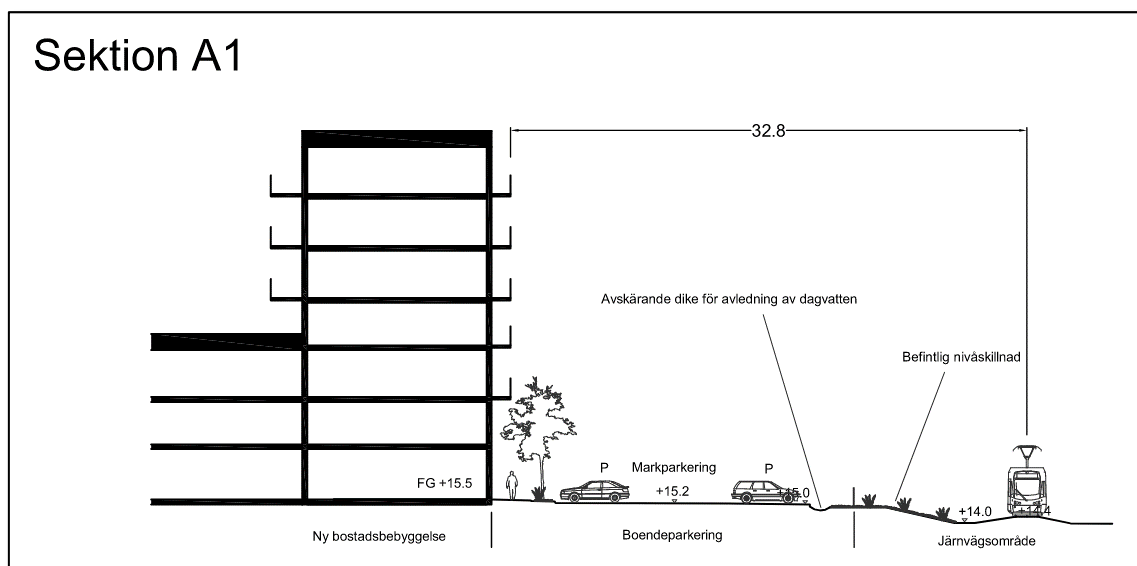 Sektion A1
32.8
Avskärande dike för avledning av dagvatten
Befintlig nivåskillnad
P
Markparkering
P
FG +15.5
+15.2
+15.0
+14.0
+14.4
Ny bostadsbebyggelse
Boendeparkering
Järnvägsområde